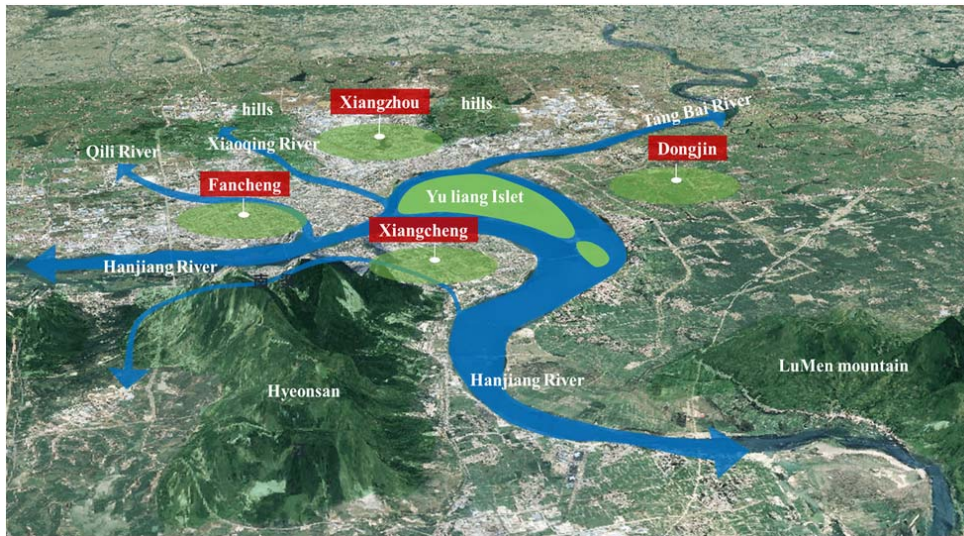 Xiangzhou
hills
hills
Tang Bai River
Xiaoqing River
Qili River
Dongjin
Fancheng
Yu liang Islet
Xiangcheng
Hanjiang River
LuMen mountain
Hanjiang River
Hyeonsan